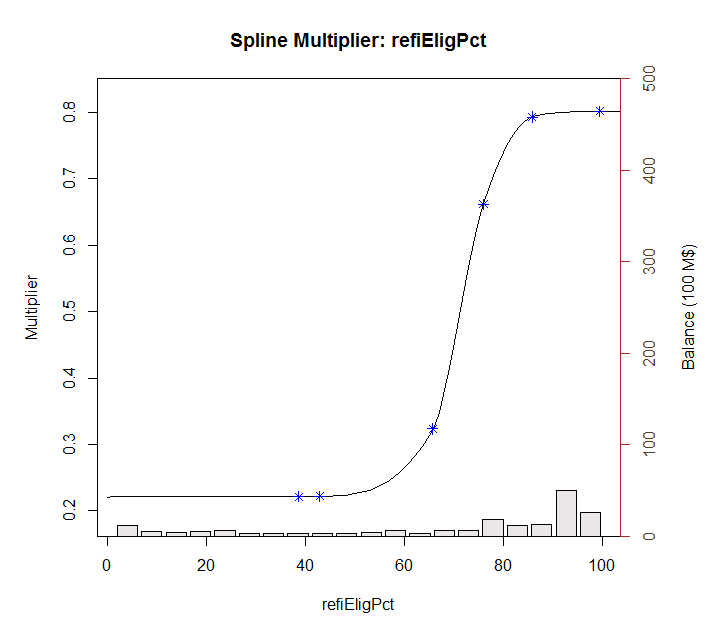 Spline Multiplier: refiEligPct
Multiplier
0.2 0.3 0.4 0.5 0.6 0.7 0.8
0 20 40 60 80 100
refiEligPct
0 100 200 300 400 500
Balance (100 M$)